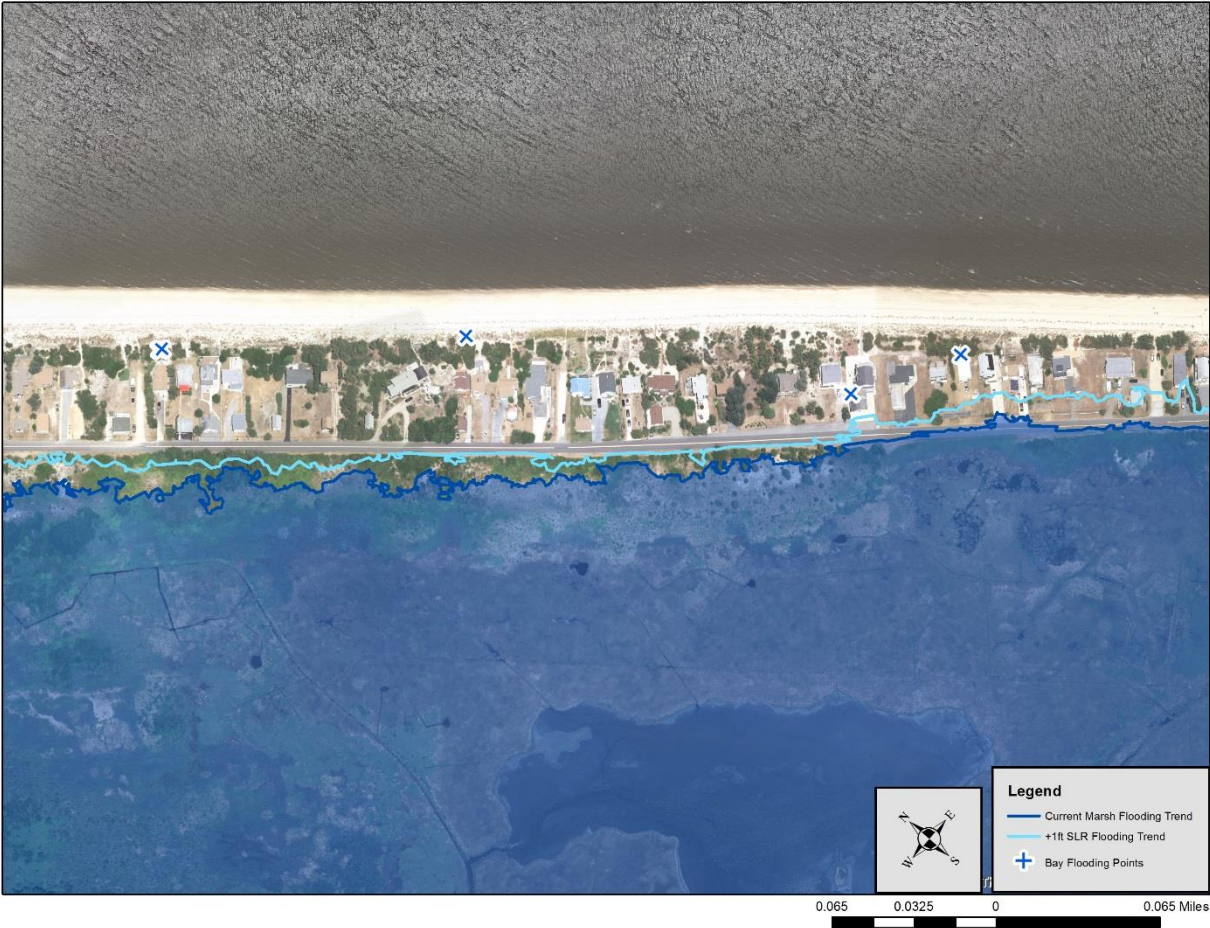 Legend
Current Marsh Flooding Trend
+1ft SLR Flooding Trend
Bay Flooding Points
N
E
W
S
0.065 0.0325 0 0.065 Miles